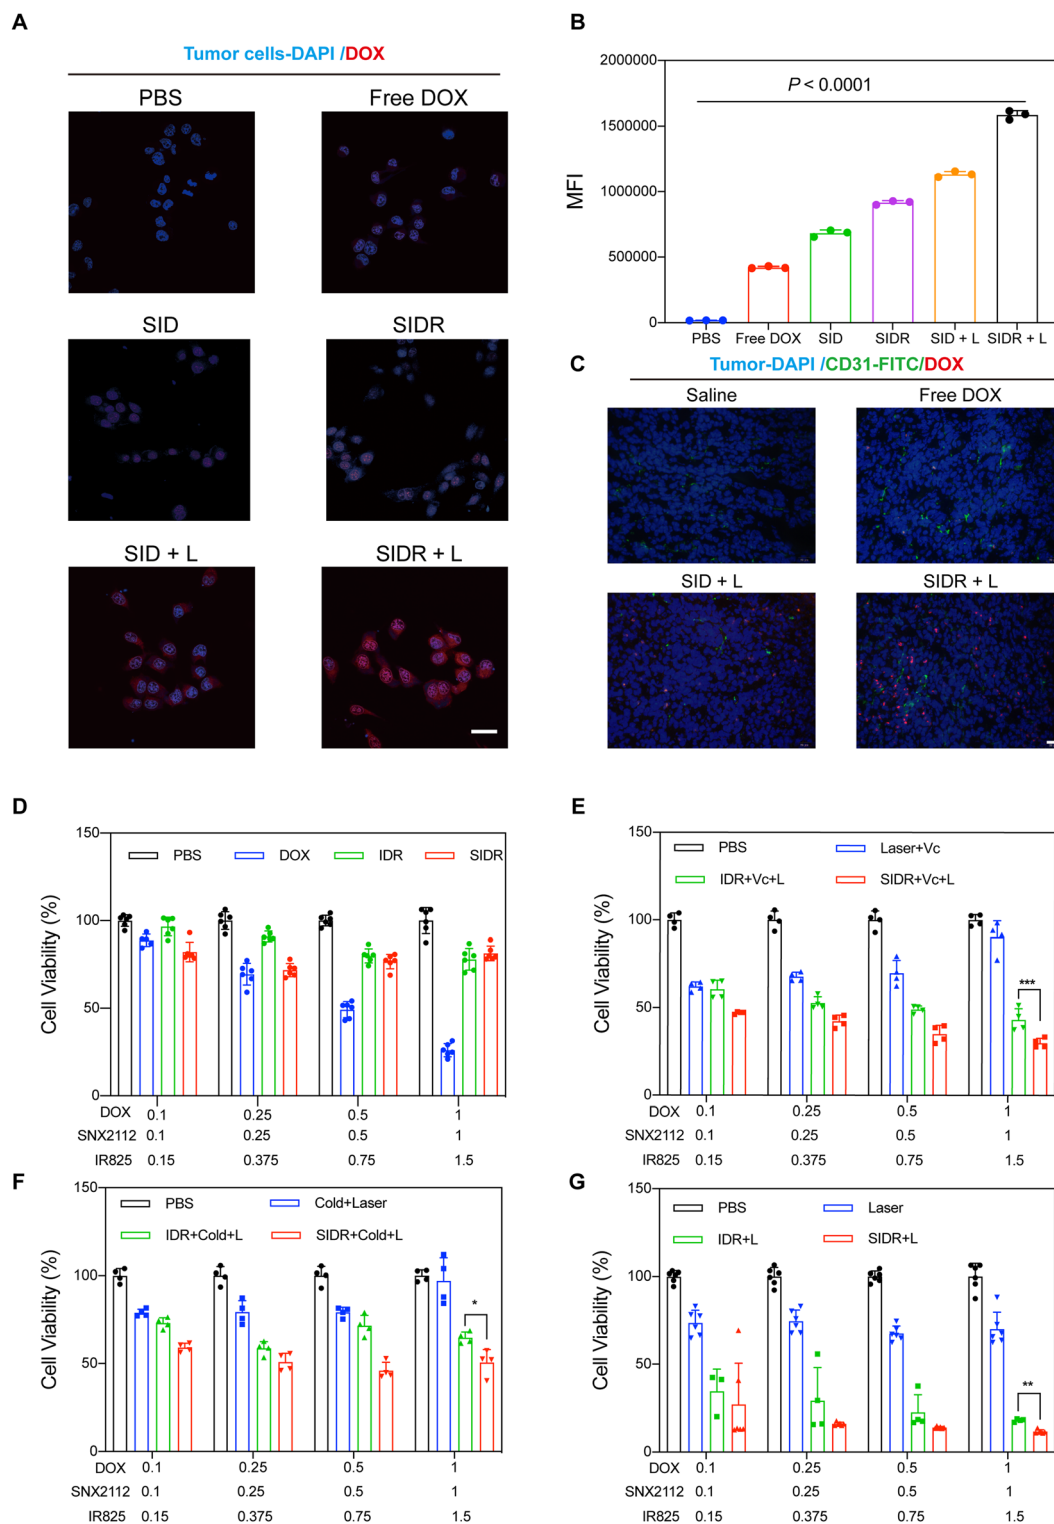 A
Tumor cells-DAPI /DOX
PBS
Free DOX
SID
SIDR
SID + L
SIDR + L
B
2000000
1500000
1000000
500000
0
MFI
P < 0.0001
PBS
Free DOX
SID
SIDR
SID + L
SIDR + L
C
Tumor-DAPI /CD31-FITC/DOX
Saline
Free DOX
SID + L
SIDR + L
D
150
100
50
0
Cell Viability (%)
PBS
DOX
IDR
SIDR
DOX 0.1 0.25 0.5 1
SNX2112 0.1 0.25 0.5 1
IR825 0.15 0.375 0.75 1.5
E
150
100
50
0
Cell Viability (%)
PBS
Laser+Vc
IDR+Vc+L
SIDR+Vc+L
***
DOX 0.1 0.25 0.5 1
SNX2112 0.1 0.25 0.5 1
IR825 0.15 0.375 0.75 1.5
F
150
100
50
0
Cell Viability (%)
PBS
Cold+Laser
IDR+Cold+L
SIDR+Cold+L
*
DOX 0.1 0.25 0.5 1
SNX2112 0.1 0.25 0.5 1
IR825 0.15 0.375 0.75 1.5
G
150
100
50
0
Cell Viability (%)
PBS
Laser
IDR+L
SIDR+L
**
DOX 0.1 0.25 0.5 1
SNX2112 0.1 0.25 0.5 1
IR825 0.15 0.375 0.75 1.5